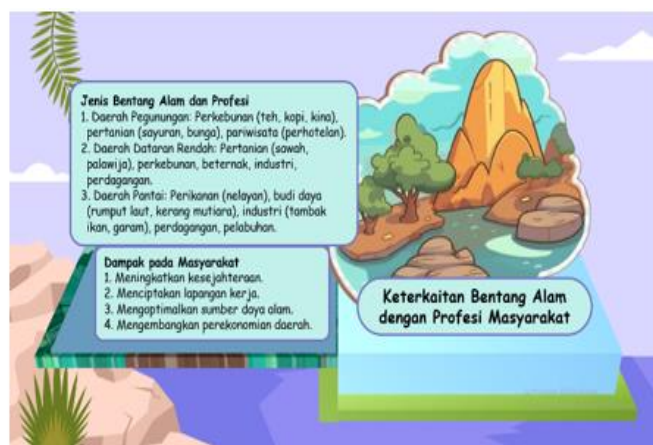 Jenis Bentang Alam dan Profesi
1. Daerah Pegunungan: Perkebunan (teh, kopi, kina),
pertanian (sayuran, bunga), pariwisata (perhotelan).
2. Daerah Dataran Rendah: Pertanian (sawah,
palawija), perkebunan, beternak, industri,
perdagangan.
3. Daerah Pantai: Perikanan (nelayan), budi daya
(rumput laut, kerang mutiara), industri (tambak
ikan, garam), perdagangan, pelabuhan.
Dampak pada Masyarakat
1. Meningkatkan kesejahteraan.
2. Menciptakan lapangan kerja.
3. Mengoptimalkan sumber daya alam.
4. Mengembangkan perekonomian daerah.
Keterkaitan Bentang Alam
dengan Profesi Masyarakat